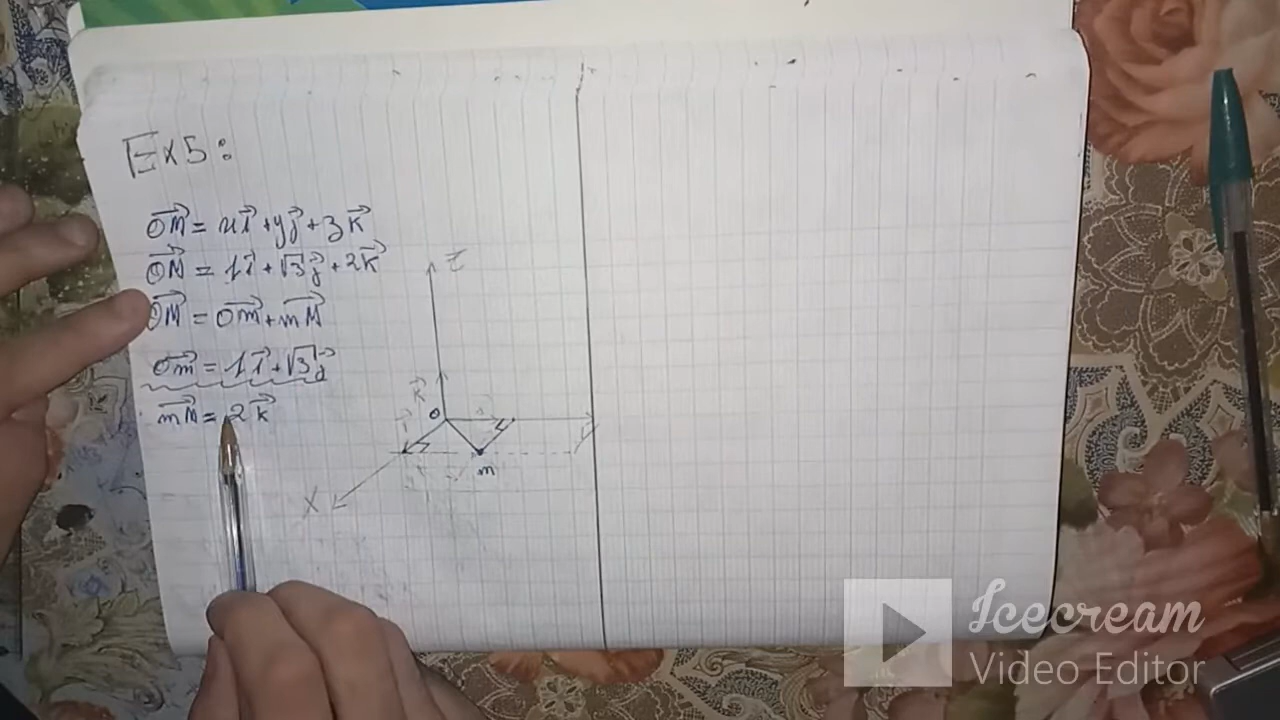 Ex5:
OM⃗ = xi⃗ + yj⃗ + zk⃗
OM⃗ = 1i⃗ + √3j⃗ + 2k⃗
OM⃗ = Om⃗ + mM⃗
Om⃗ = 1i⃗ + √3j⃗
mM⃗ = 2k⃗
Z
k⃗
O
i⃗
m
X
Icecream
Video Editor